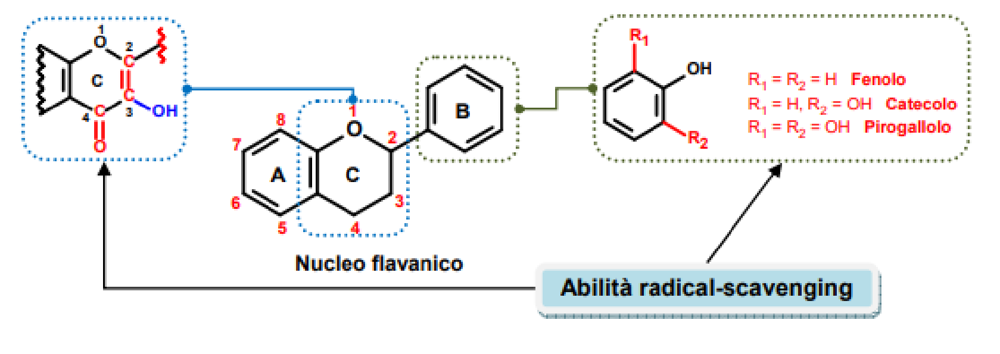 1
O
2
C
C
C
3
OH
4
C
O
1
O
2
8
7
A
C
6
3
5
4
B
R1
OH
R2
R1 = R2 = H Fenolo
R1 = H, R2 = OH Catecolo
R1 = R2 = OH Pirogallolo
Nucleo flavanico
Abilità radical-scavenging